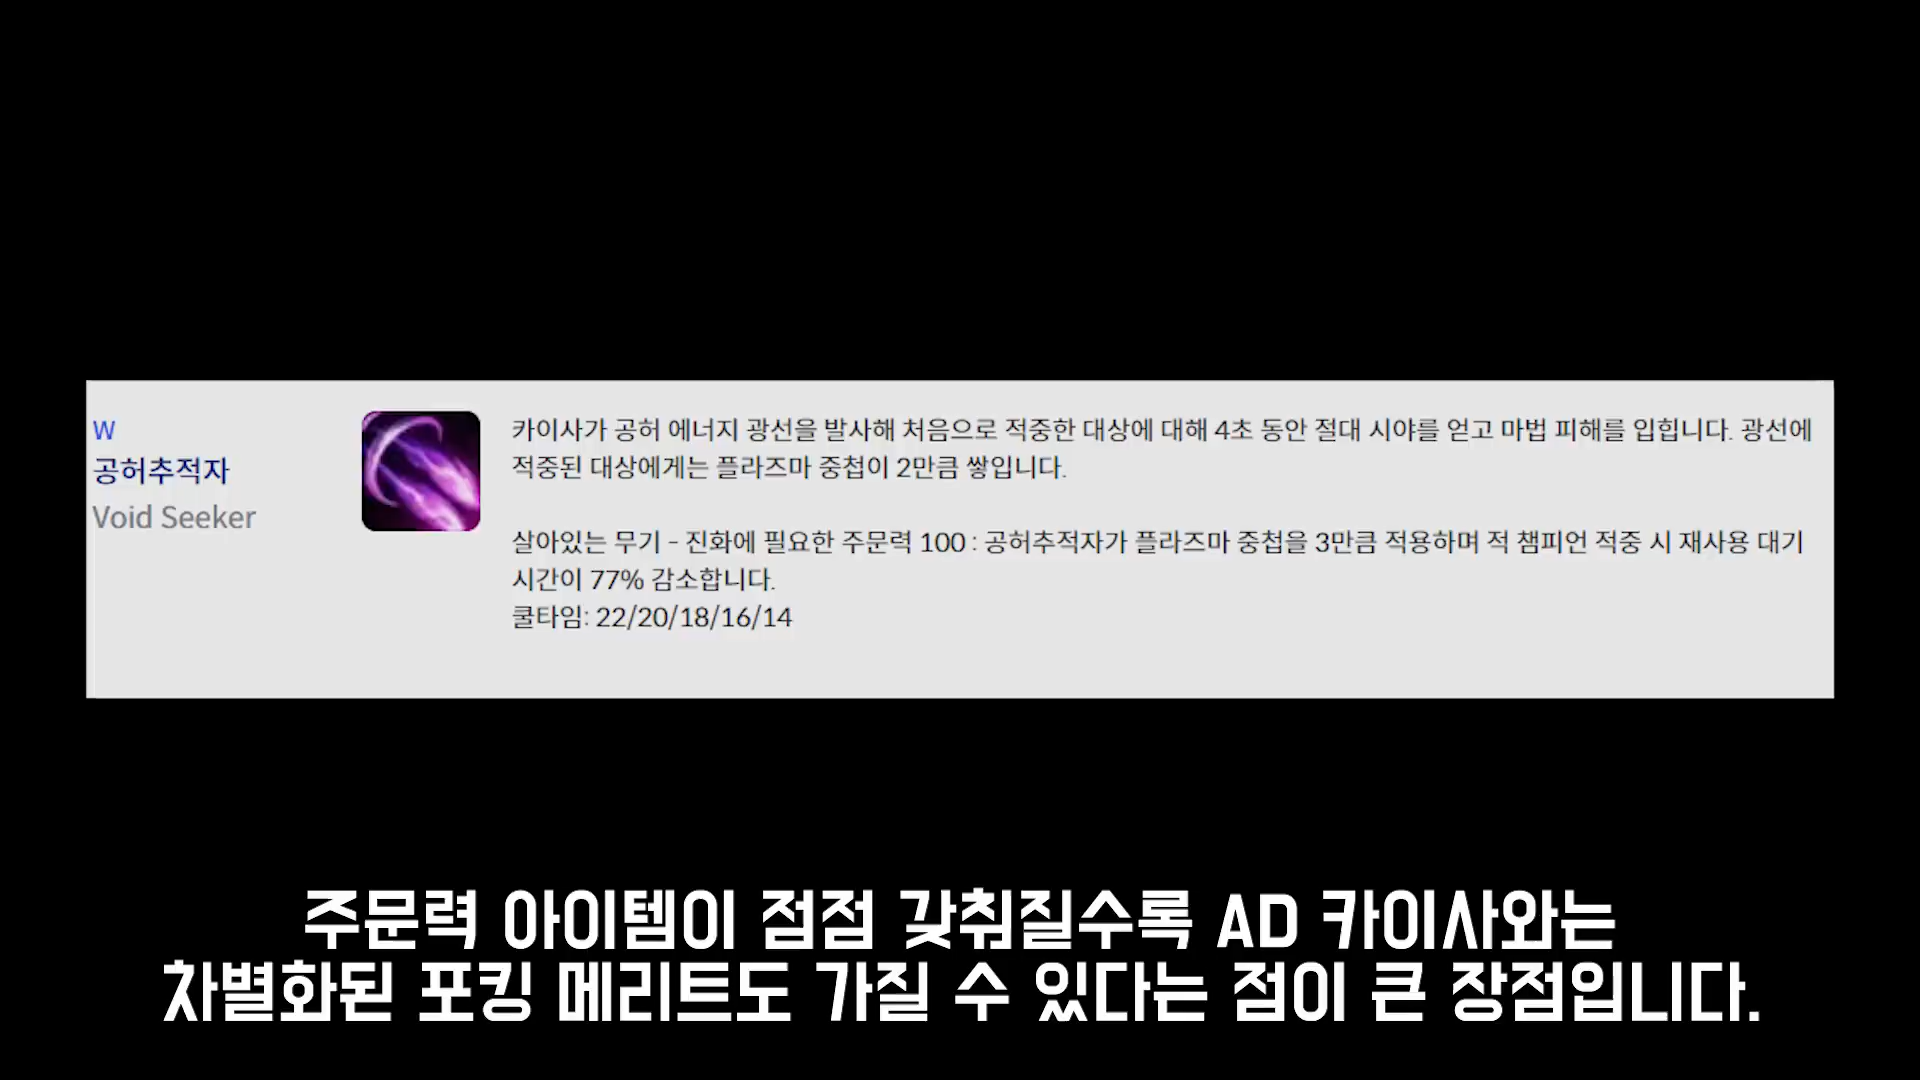 W
공허추적자
Void Seeker
카이사가 공허 에너지 광선을 발사해 처음으로 적중한 대상에 대해 4초 동안 절대 시야를 얻고 마법 피해를 입힙니다. 광선에
적중된 대상에게는 플라즈마 중첩이 2만큼 쌓입니다.
살아있는 무기 - 진화에 필요한 주문력 100 : 공허추적자가 플라즈마 중첩을 3만큼 적용하며 적 챔피언 적중 시 재사용 대기
시간이 77% 감소합니다.
쿨타임: 22/20/18/16/14
주문력 아이템이 점점 갖춰질수록 AD 카이사와는
차별화된 포킹 메리트도 가질 수 있다는 점이 큰 장점입니다.